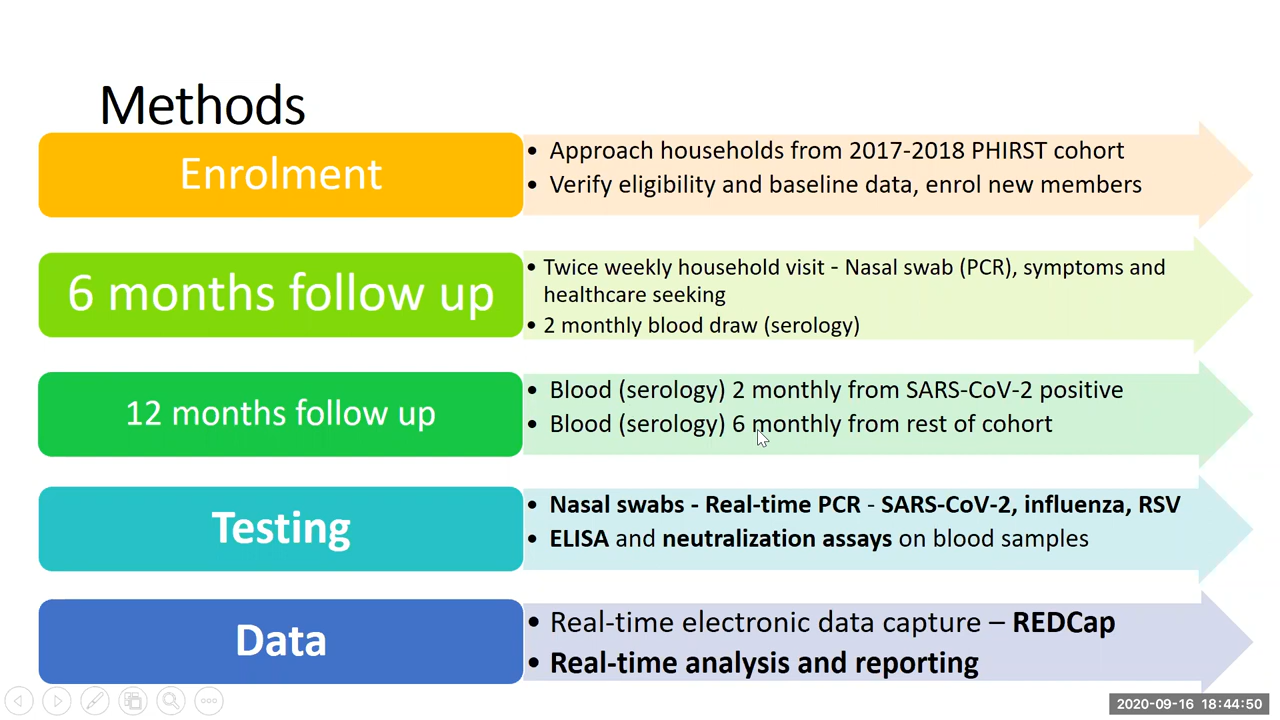 Methods
Enrolment
• Approach households from 2017-2018 PHIRST cohort
• Verify eligibility and baseline data, enrol new members
6 months follow up
• Twice weekly household visit - Nasal swab (PCR), symptoms and
healthcare seeking
• 2 monthly blood draw (serology)
12 months follow up
• Blood (serology) 2 monthly from SARS-CoV-2 positive
• Blood (serology) 6 monthly from rest of cohort
Testing
• Nasal swabs - Real-time PCR - SARS-CoV-2, influenza, RSV
• ELISA and neutralization assays on blood samples
Data
• Real-time electronic data capture – REDCap
• Real-time analysis and reporting
2020-09-16 18:44:50